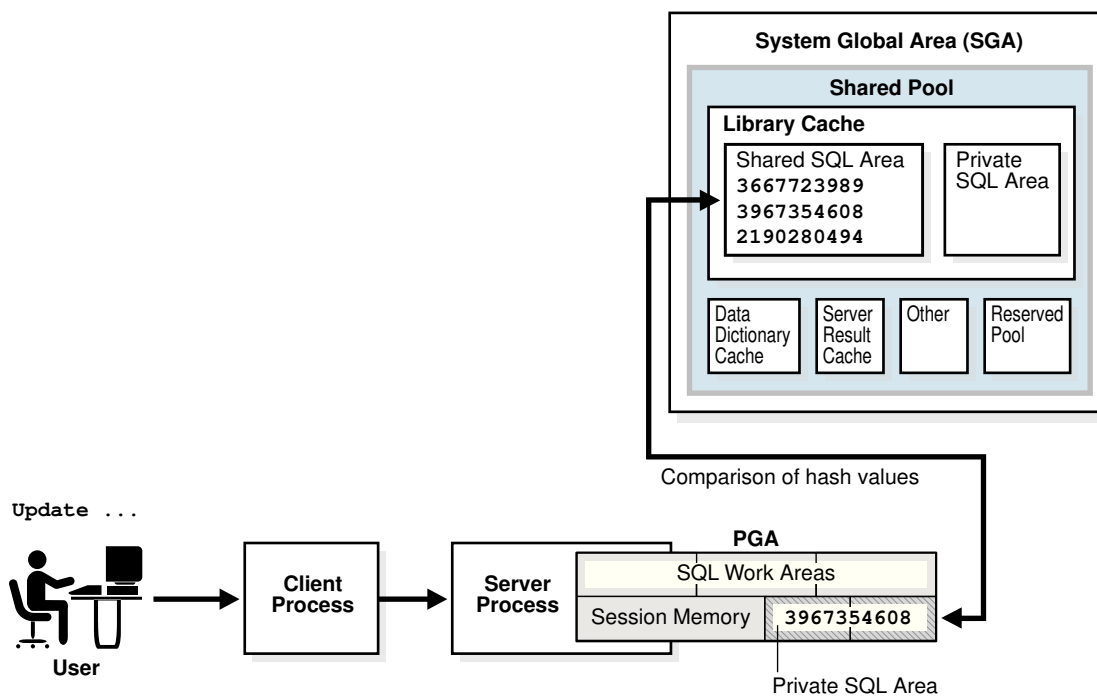 System Global Area (SGA)
Shared Pool
Library Cache
Shared SQL Area
3667723989
3967354608
2190280494
Private
SQL Area
Data
Dictionary
Cache
Server
Result
Cache
Other
Reserved
Pool
Comparison of hash values
Update ...
User
Client
Process
Server
Process
PGA
SQL Work Areas
Session Memory
3967354608
Private SQL Area